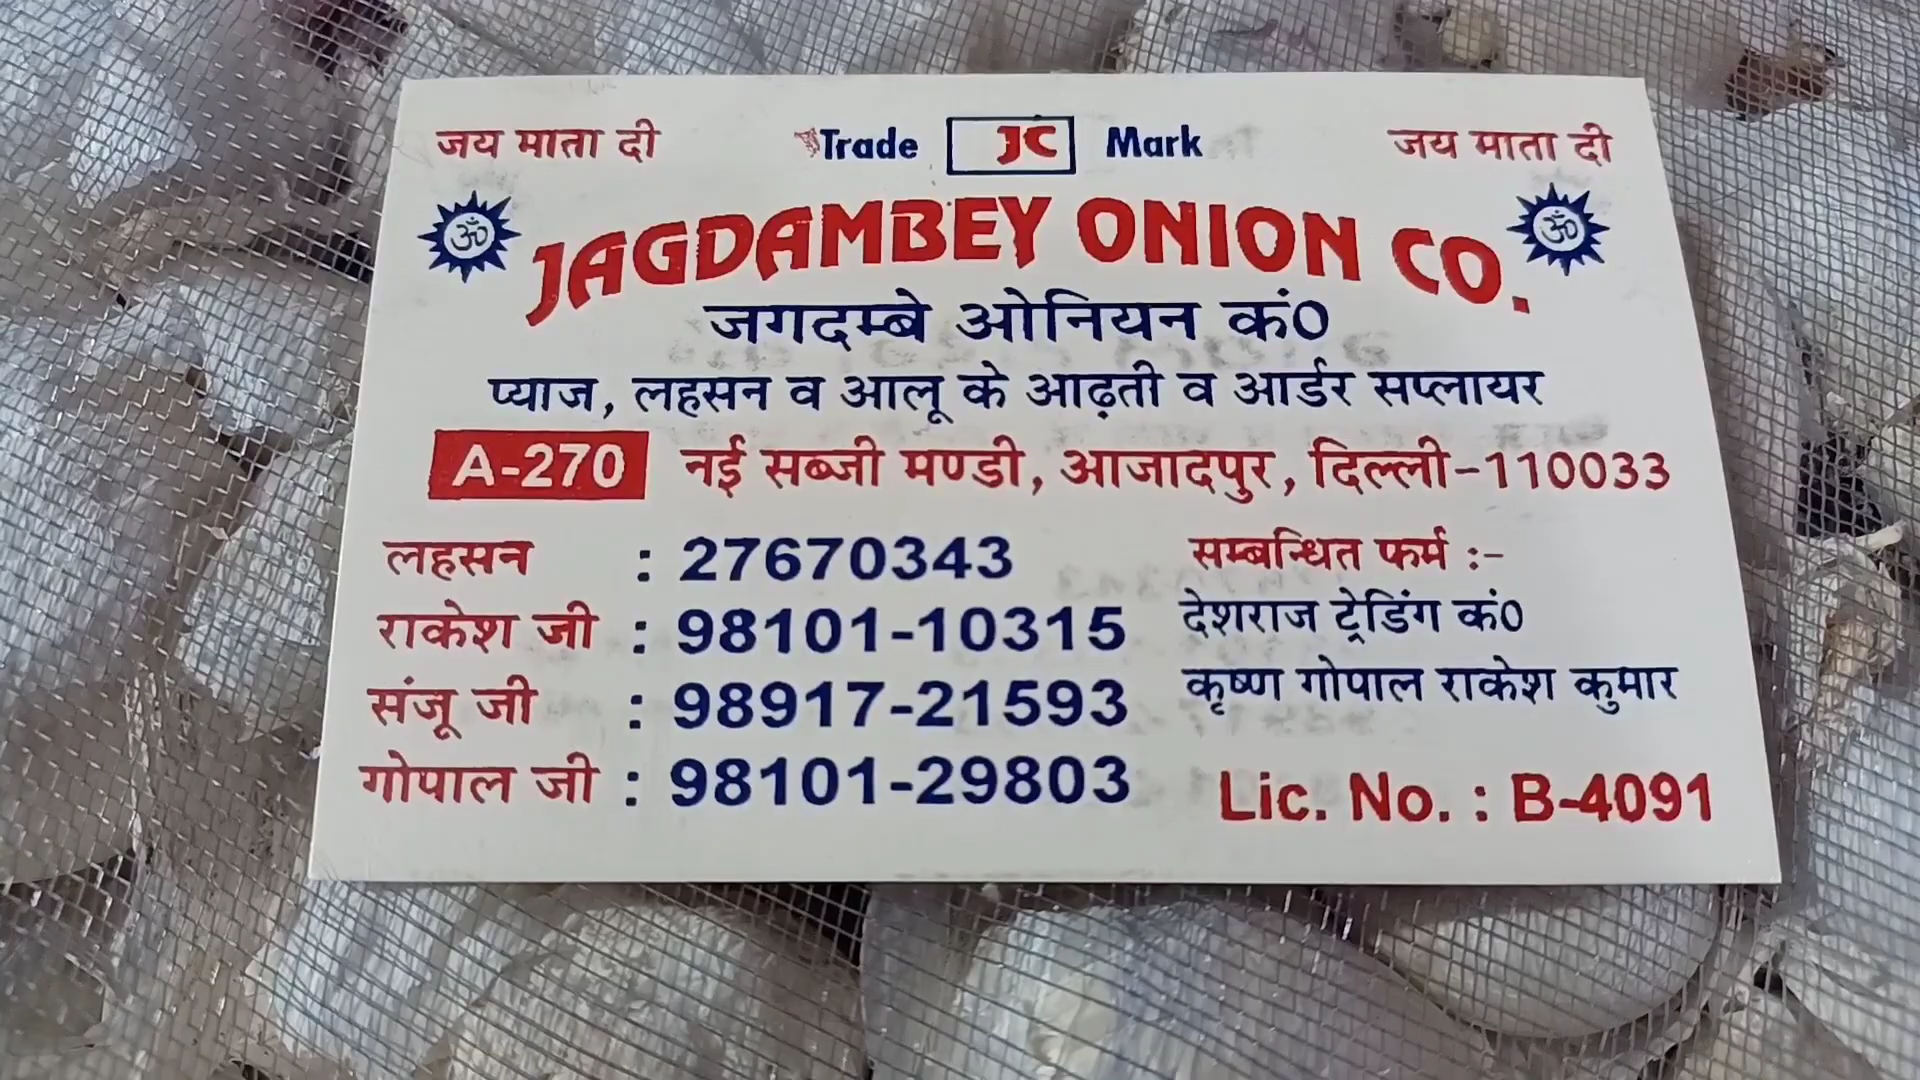 जय माता दी Trade JC Mark जय माता दी
ॐ JAGDAMBEY ONION CO. ॐ
जगदम्बे ओनियन कं0
प्याज, लहसन व आलू के आढ़ती व आर्डर सप्लायर
A-270 नई सब्जी मण्डी, आजादपुर, दिल्ली-110033
लहसन : 27670343
राकेश जी : 98101-10315
संजू जी : 98917-21593
गोपाल जी : 98101-29803
सम्बन्धित फर्म :-
देशराज ट्रेडिंग कं0
कृष्ण गोपाल राकेश कुमार
Lic. No. : B-4091